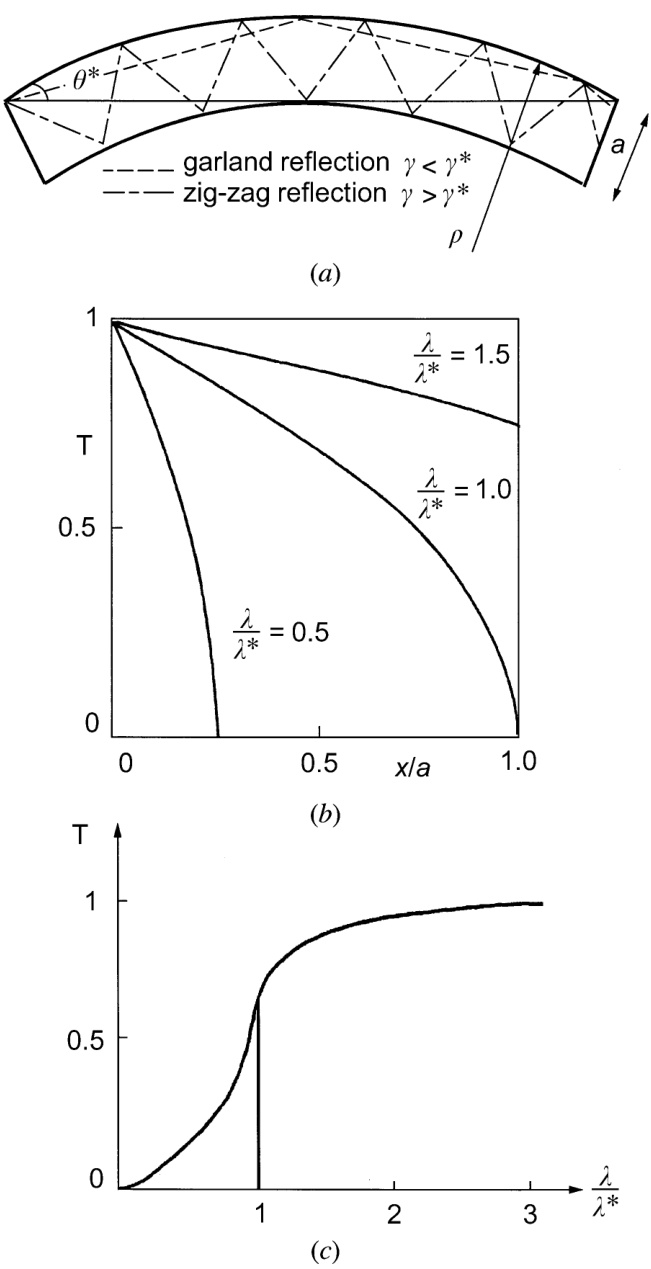 θ*
a
garland reflection γ < γ*
zig-zag reflection γ > γ*
ρ
(a)
1
λ/λ* = 1.5
T
λ/λ* = 1.0
0.5
λ/λ* = 0.5
0
0 0.5 x/a 1.0
(b)
T
1
0.5
0
1 2 3 λ/λ*
(c)